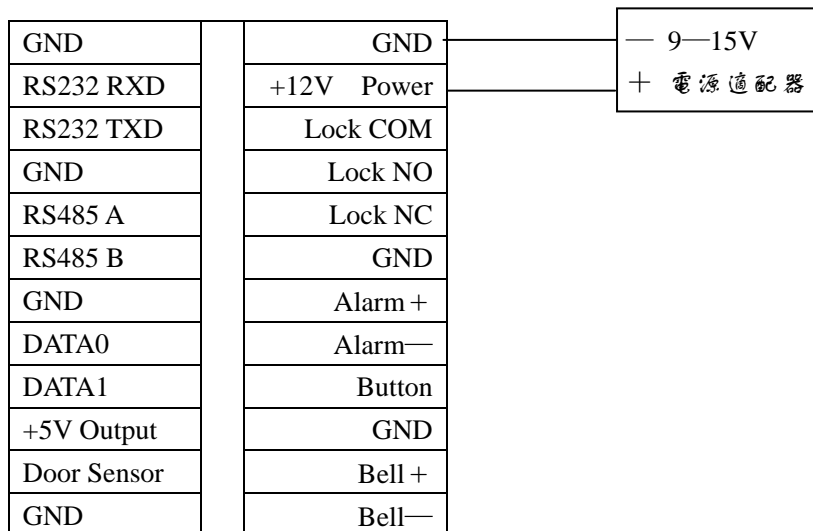 GND
RS232 RXD
RS232 TXD
GND
RS485 A
RS485 B
GND
DATA0
DATA1
+5V Output
Door Sensor
GND
GND
+12V Power
Lock COM
Lock NO
Lock NC
GND
Alarm＋
Alarm—
Button
GND
Bell＋
Bell—
— 9—15V
＋ 電源適配器